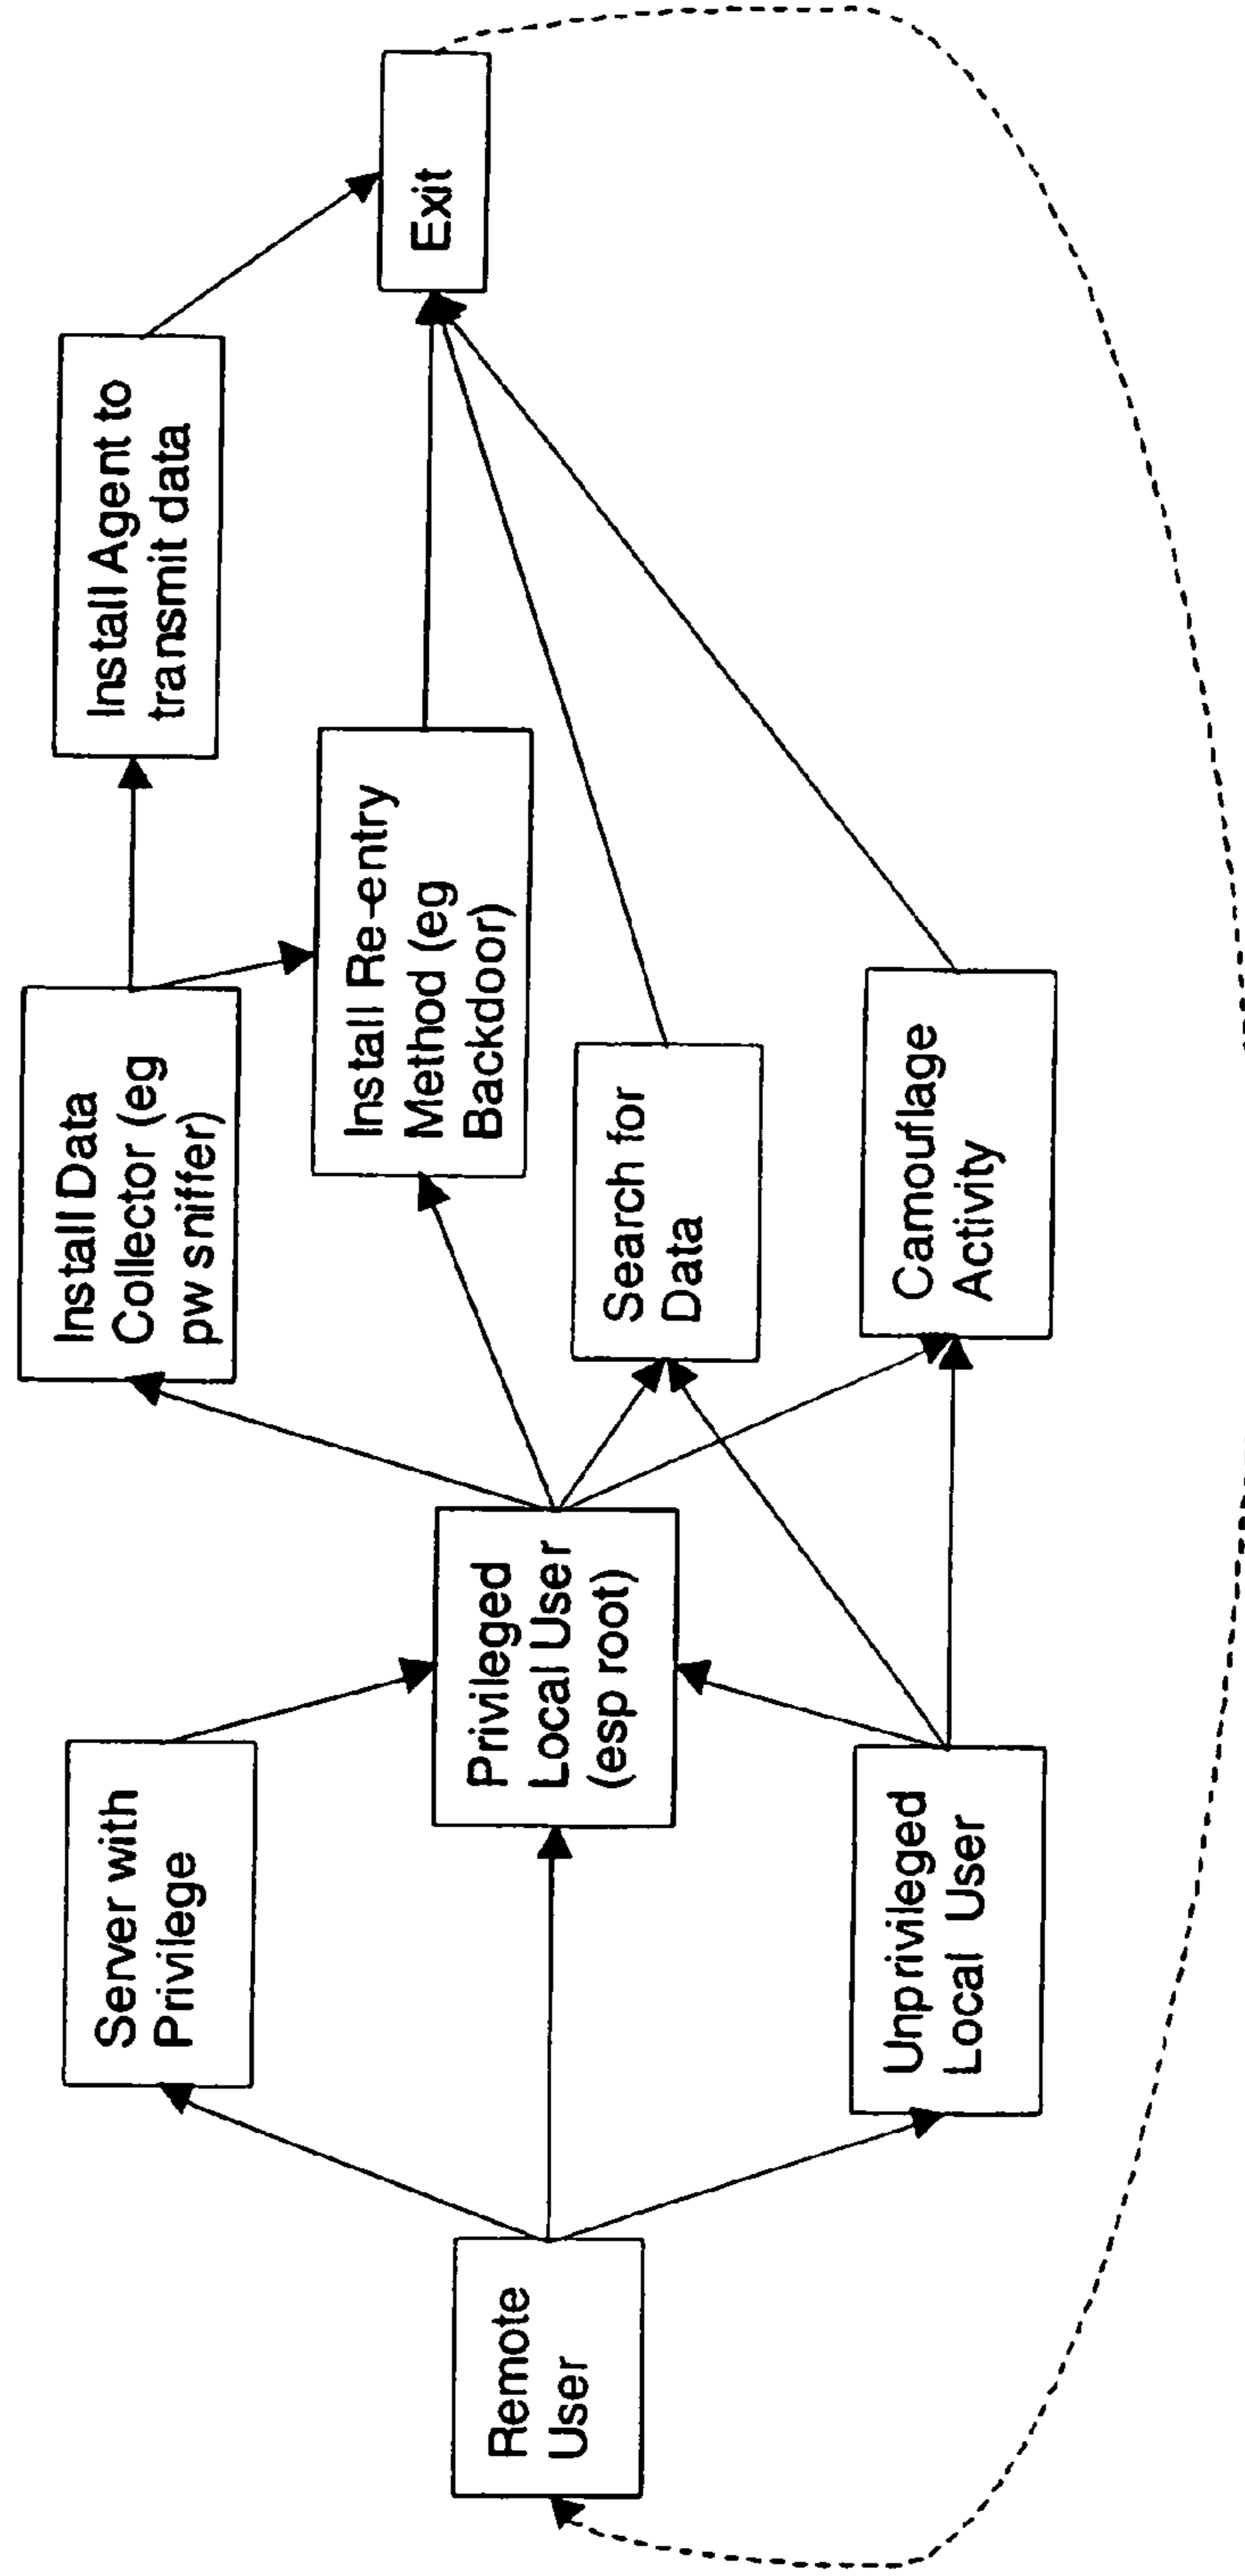 Remote
User
Server with
Privilege
Privileged
Local User
(esp root)
Unprivileged
Local User
Install Data
Collector (eg
pw sniffer)
Install Re-entry
Method (eg
Backdoor)
Search for
Data
Camouflage
Activity
Install Agent to
transmit data
Exit